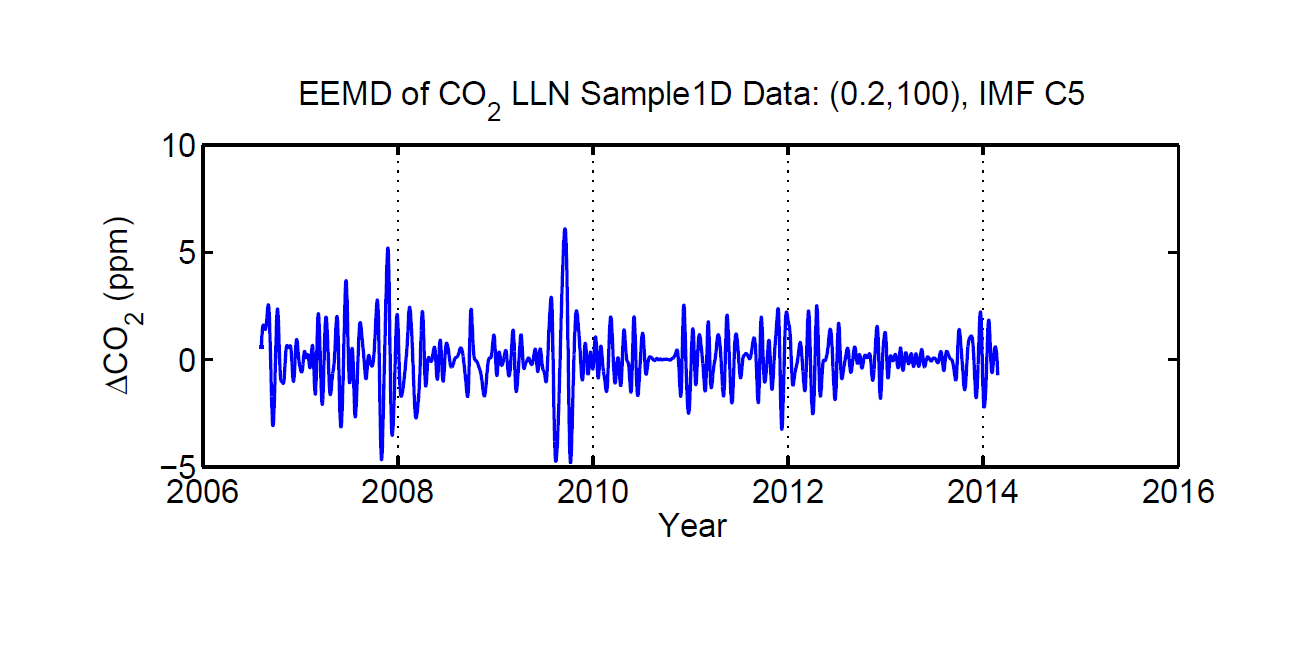 EEMD of CO2 LLN Sample1D Data: (0.2,100), IMF C5
10
5
0
−5
ΔCO2 (ppm)
2006 2008 2010 2012 2014 2016
Year